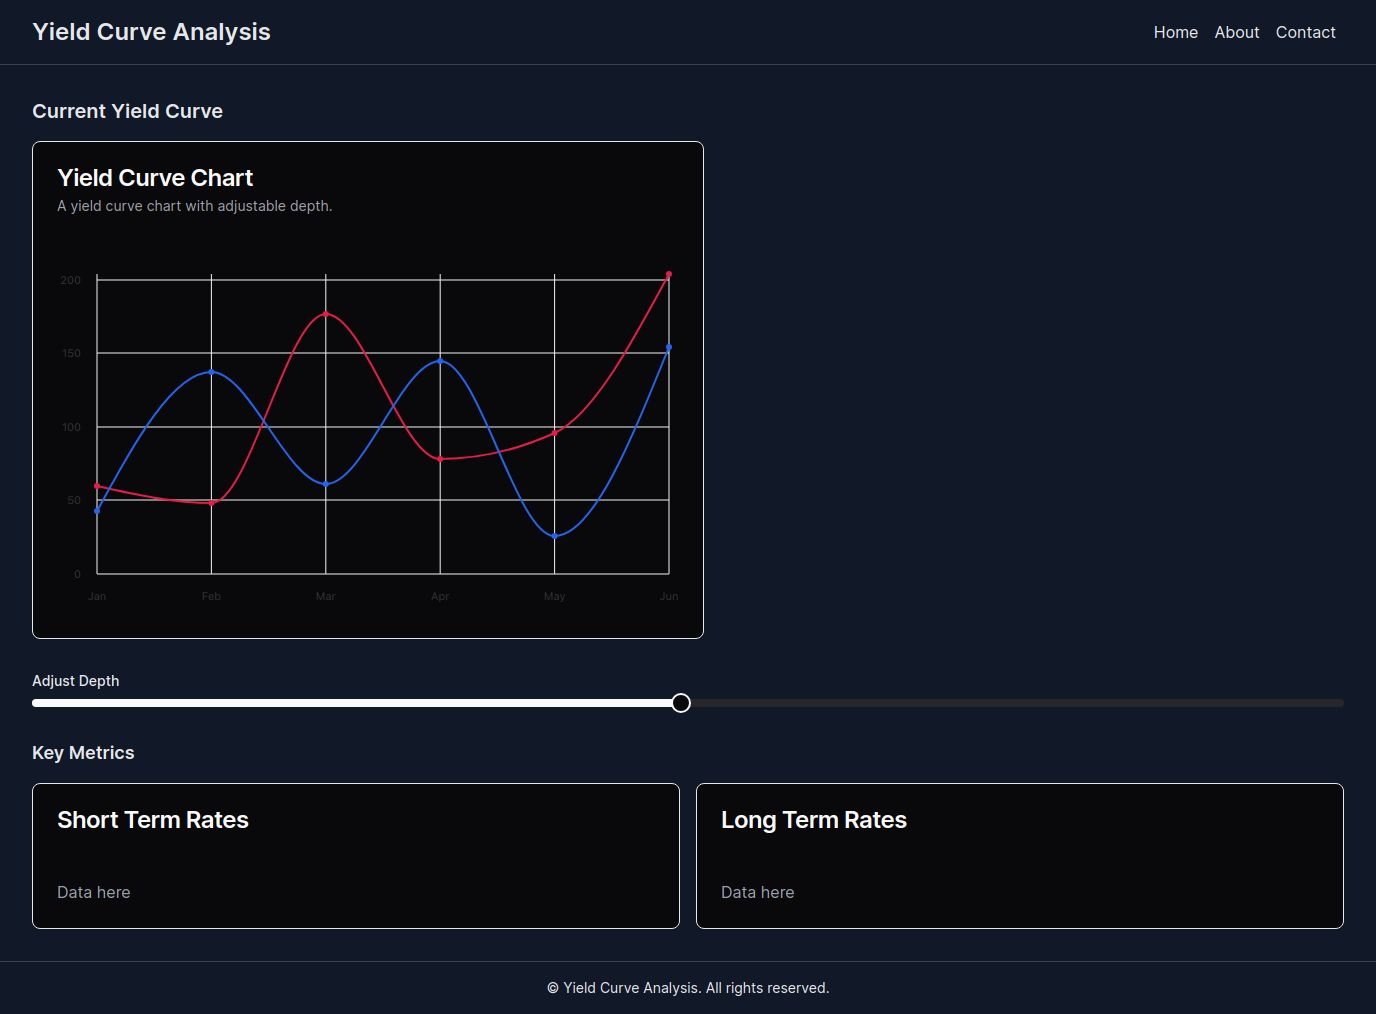 Yield Curve Analysis
Home About Contact
Current Yield Curve
Yield Curve Chart
A yield curve chart with adjustable depth.
200
150
100
50
0
Jan Feb Mar Apr May Jun
Adjust Depth
Key Metrics
Short Term Rates
Data here
Long Term Rates
Data here
© Yield Curve Analysis. All rights reserved.